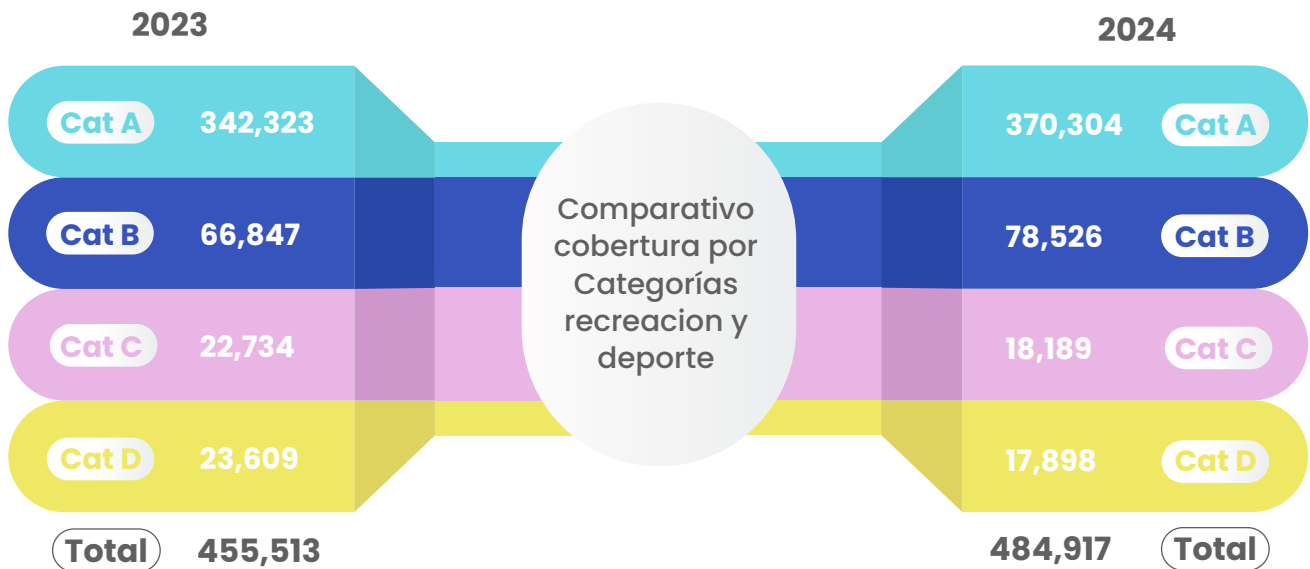 2023
2024
Cat A 342,323
370,304 Cat A
Cat B 66,847
78,526 Cat B
Cat C 22,734
18,189 Cat C
Cat D 23,609
17,898 Cat D
Total 455,513
484,917 Total
Comparativo
cobertura por
Categorías
recreacion y
deporte